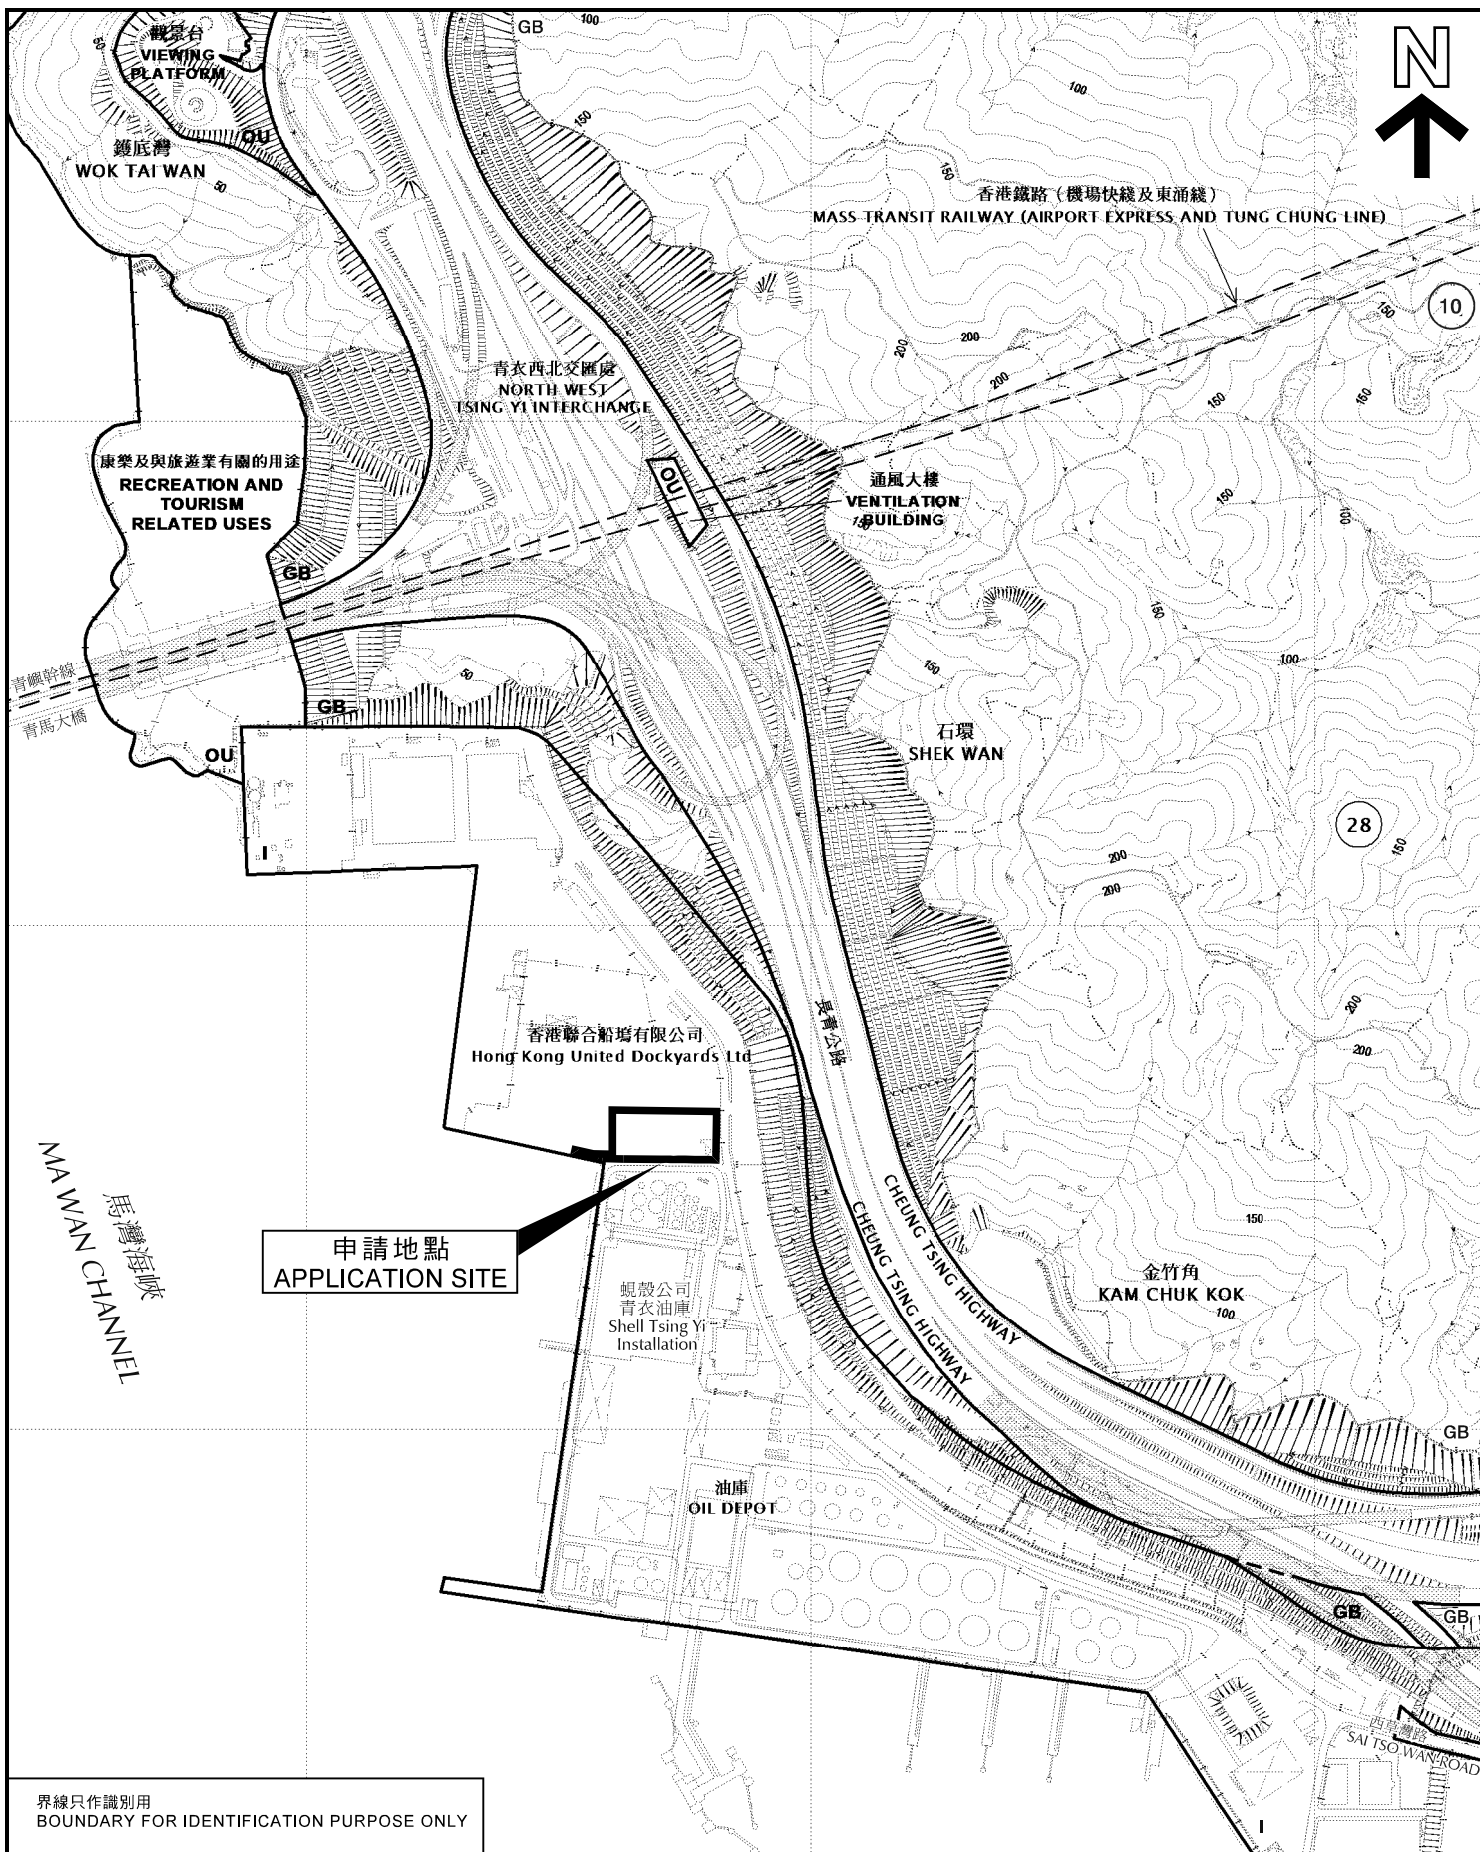 觀景台
VIEWING
PLATFORM
OU
GB
100
50
150
100
N
鑊底灣
WOK TAI WAN
50
150
香港鐵路（機場快綫及東涌綫）
MASS TRANSIT RAILWAY (AIRPORT EXPRESS AND TUNG CHUNG LINE)
10
150
200
200
200
150
150
青衣西北交匯處
NORTH WEST
TSING YI INTERCHANGE
康樂及與旅遊業有關的用途
RECREATION AND
TOURISM
RELATED USES
OU
通風大樓
VENTILATION
BUILDING
150
150
100
GB
150
100
150
青嶼幹線
青馬大橋
50
GB
OU
石環
SHEK WAN
28
150
200
200
I
200
200
長青公路
香港聯合船塢有限公司
Hong Kong United Dockyards Ltd
馬灣海峽
MA WAN CHANNEL
申請地點
APPLICATION SITE
CHEUNG TSING HIGHWAY
CHEUNG TSING HIGHWAY
150
金竹角
KAM CHUK KOK
100
蜆殼公司
青衣油庫
Shell Tsing Yi
Installation
GB
油庫
OIL DEPOT
GB
GB
西草灣路
SAI TSO WAN ROAD
I
界線只作識別用
BOUNDARY FOR IDENTIFICATION PURPOSE ONLY